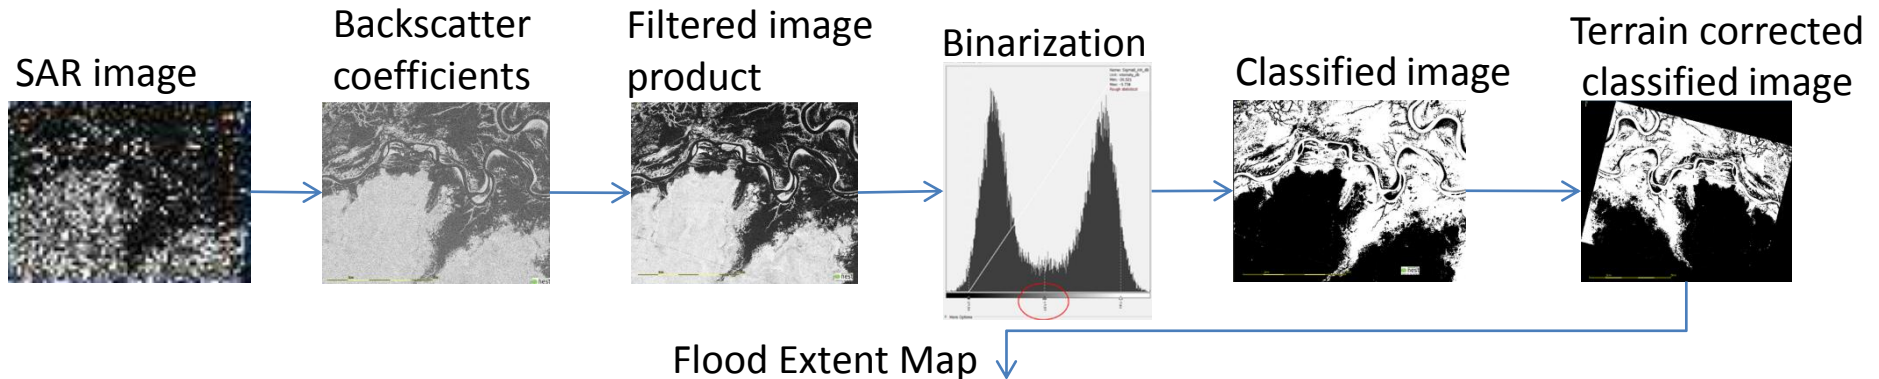 SAR image
Backscatter
coefficients
Filtered image
product
Binarization
Classified image
Terrain corrected
classified image
Flood Extent Map